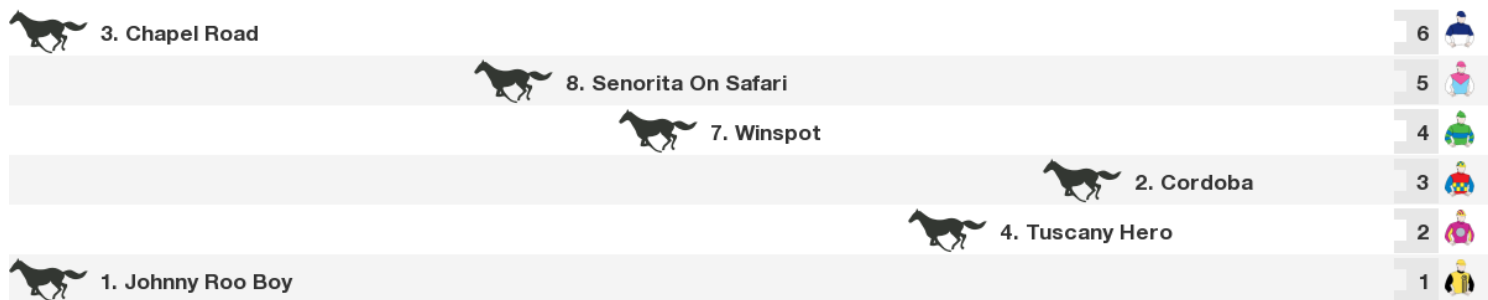 3. Chapel Road 6
8. Senorita On Safari 5
7. Winspot 4
2. Cordoba 3
4. Tuscany Hero 2
1. Johnny Roo Boy 1